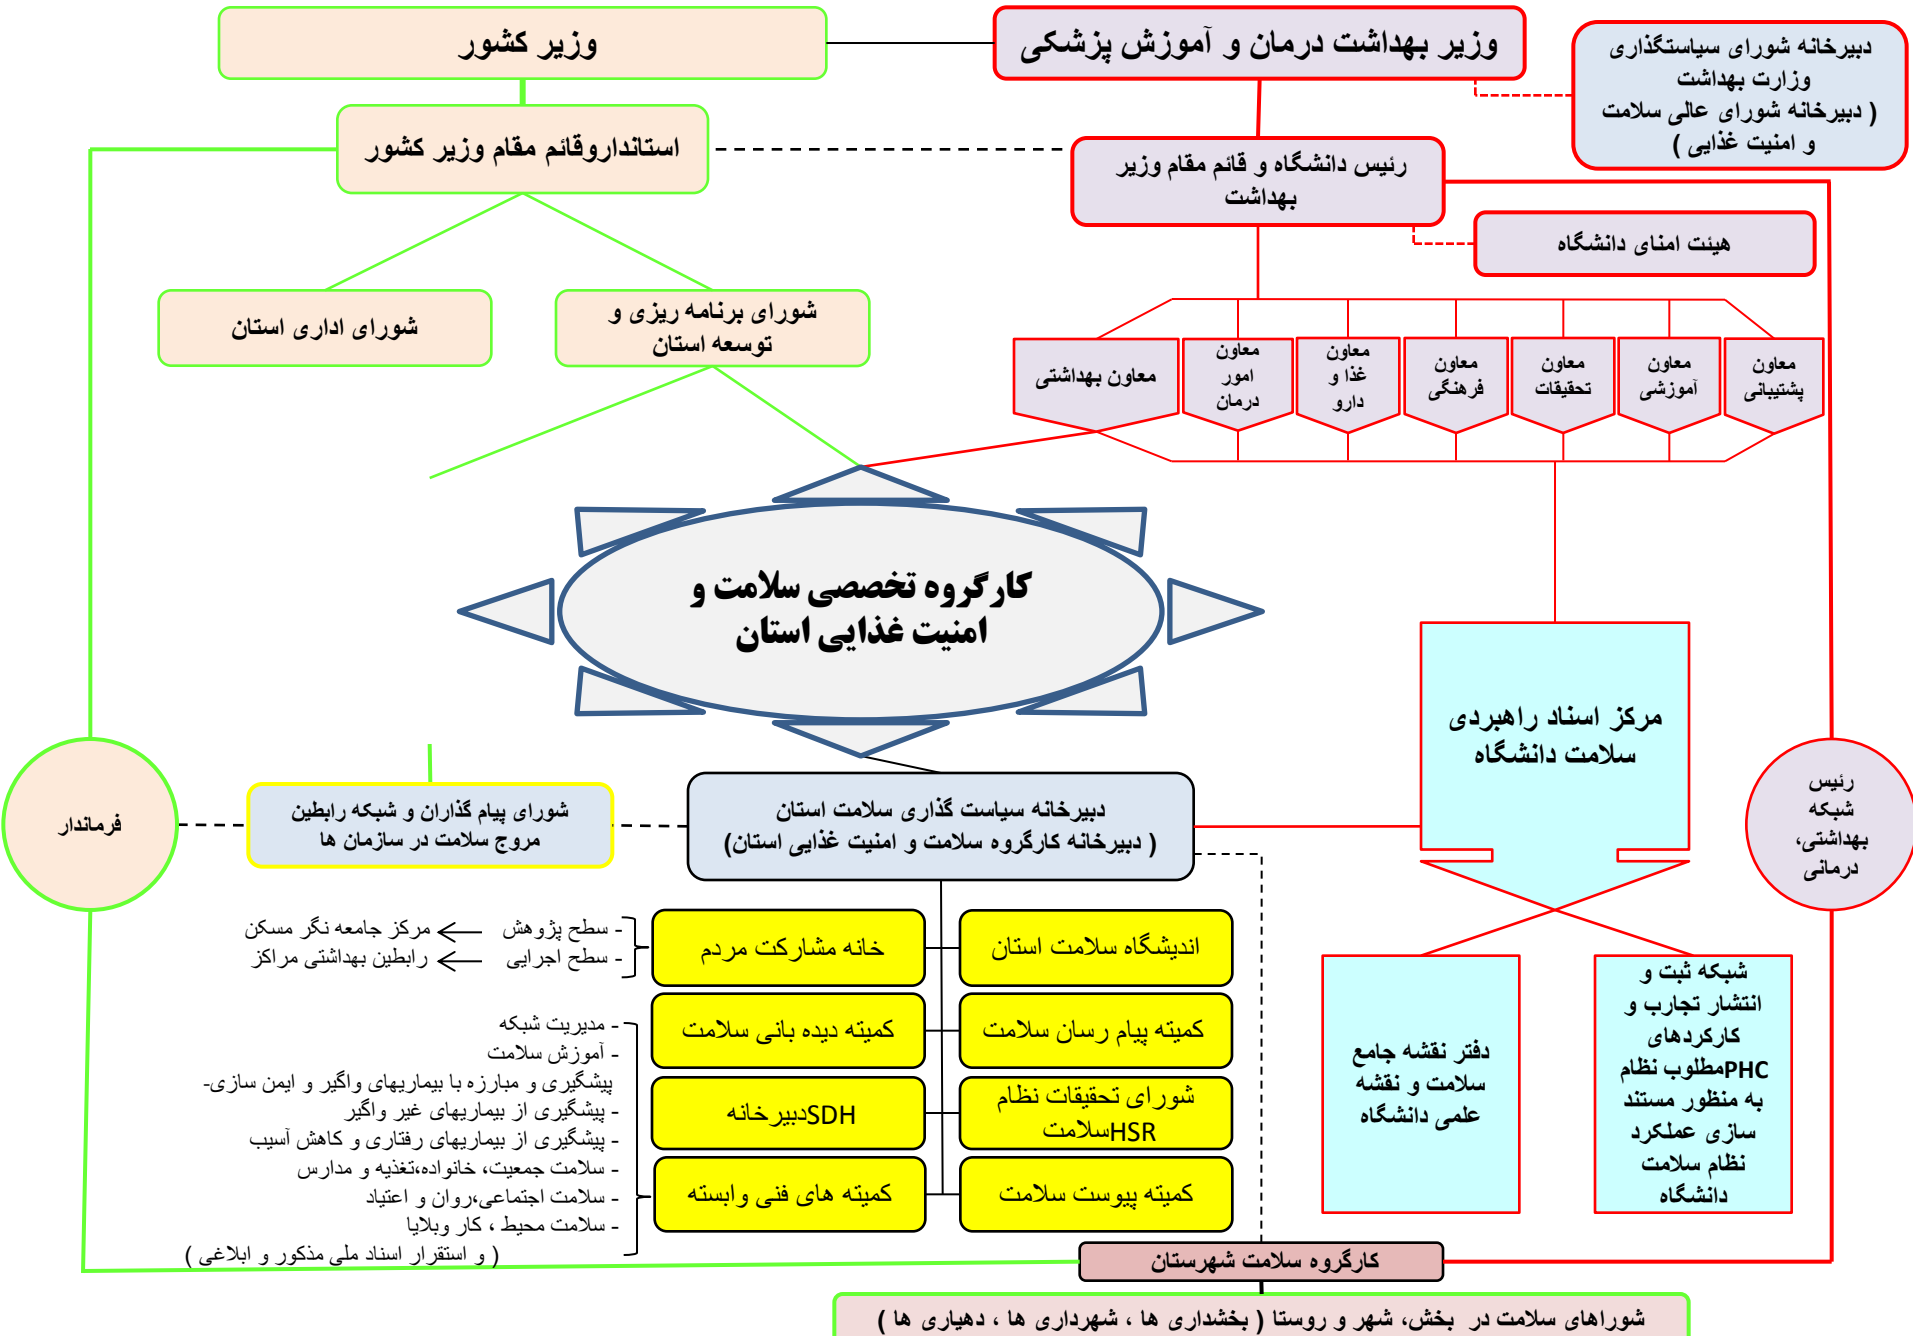 وزیر کشور
وزیر بهداشت درمان و آموزش پزشکی
دبیرخانه شورای سیاستگذاری
وزارت بهداشت
( دبیرخانه شورای عالی سلامت
و امنیت غذایی )
استانداروقائم مقام وزیر کشور
رئیس دانشگاه و قائم مقام وزیر
بهداشت
هیئت امنای دانشگاه
شورای اداری استان
شورای برنامه ریزی و
توسعه استان
معاون بهداشتی
معاون
امور
درمان
معاون
غذا و
دارو
معاون
فرهنگی
معاون
تحقیقات
معاون
آموزشی
معاون
پشتیبانی
کارگروه تخصصی سلامت و
امنیت غذایی استان
مرکز اسناد راهبردی
سلامت دانشگاه
فرماندار
شورای پیام گذاران و شبکه رابطین
مروج سلامت در سازمان ها
دبیرخانه سیاست گذاری سلامت استان
( دبیرخانه کارگروه سلامت و امنیت غذایی استان)
رئیس
شبکه
بهداشتی،
درمانی
خانه مشارکت مردم
اندیشگاه سلامت استان
- سطح پژوهش ← مرکز جامعه نگر مسکن
- سطح اجرایی ← رابطین بهداشتی مراکز
کمیته دیده بانی سلامت
کمیته پیام رسان سلامت
دبیرخانهSDH
شورای تحقیقات نظام
سلامتHSR
کمیته های فنی وابسته
کمیته پیوست سلامت
- مدیریت شبکه
- آموزش سلامت
پیشگیری و مبارزه با بیماریهای واگیر و ایمن سازی-
- پیشگیری از بیماریهای غیر واگیر
- پیشگیری از بیماریهای رفتاری و کاهش آسیب
- سلامت جمعیت، خانواده،تغذیه و مدارس
- سلامت اجتماعی،روان و اعتیاد
- سلامت محیط ، کار وبلایا
( و استقرار اسناد ملی مذکور و ابلاغی )
دفتر نقشه جامع
سلامت و نقشه
علمی دانشگاه
شبکه ثبت و
انتشار تجارب و
کارکردهای
مطلوب نظامPHC
به منظور مستند
سازی عملکرد
نظام سلامت
دانشگاه
کارگروه سلامت شهرستان
شوراهای سلامت در بخش، شهر و روستا ( بخشداری ها ، شهرداری ها ، دهیاری ها )